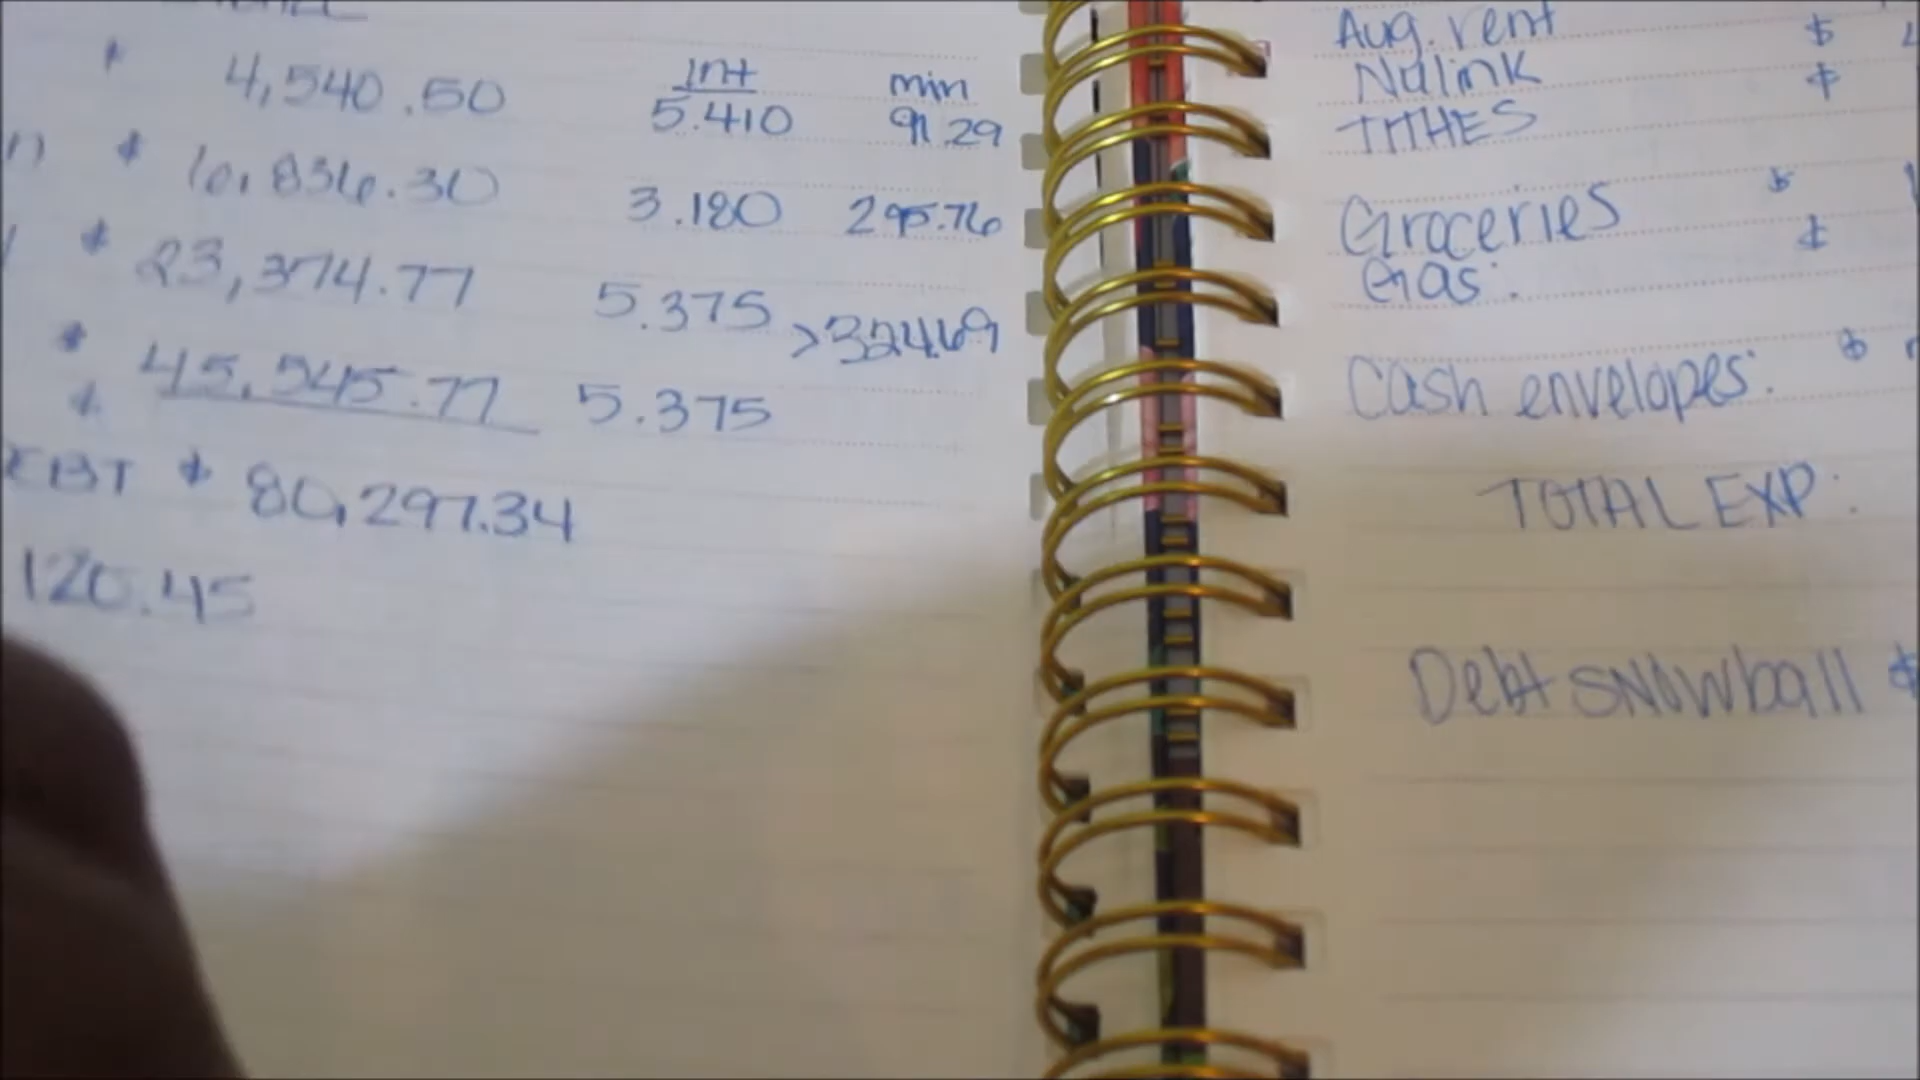 $ 4,540.50 Int 5.410 min 91.29
$ 6,836.30 3.180 295.76
$ 23,374.77 5.375 >324.69
$ 45,545.77 5.375
$
EBT $ 80,297.34
120.45
Aug. rent $
Nalink $
TITHES
Groceries $
Gas: $
Cash envelopes: $
TOTAL EXP:
Debt snowball $